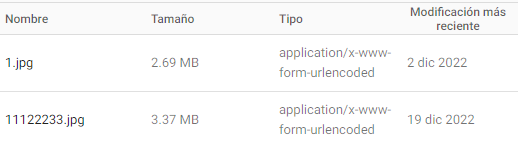 Nombre Tamaño Tipo Modificación más
reciente
1.jpg 2.69 MB application/x-www-
form-urlencoded 2 dic 2022
11122233.jpg 3.37 MB application/x-www-
form-urlencoded 19 dic 2022